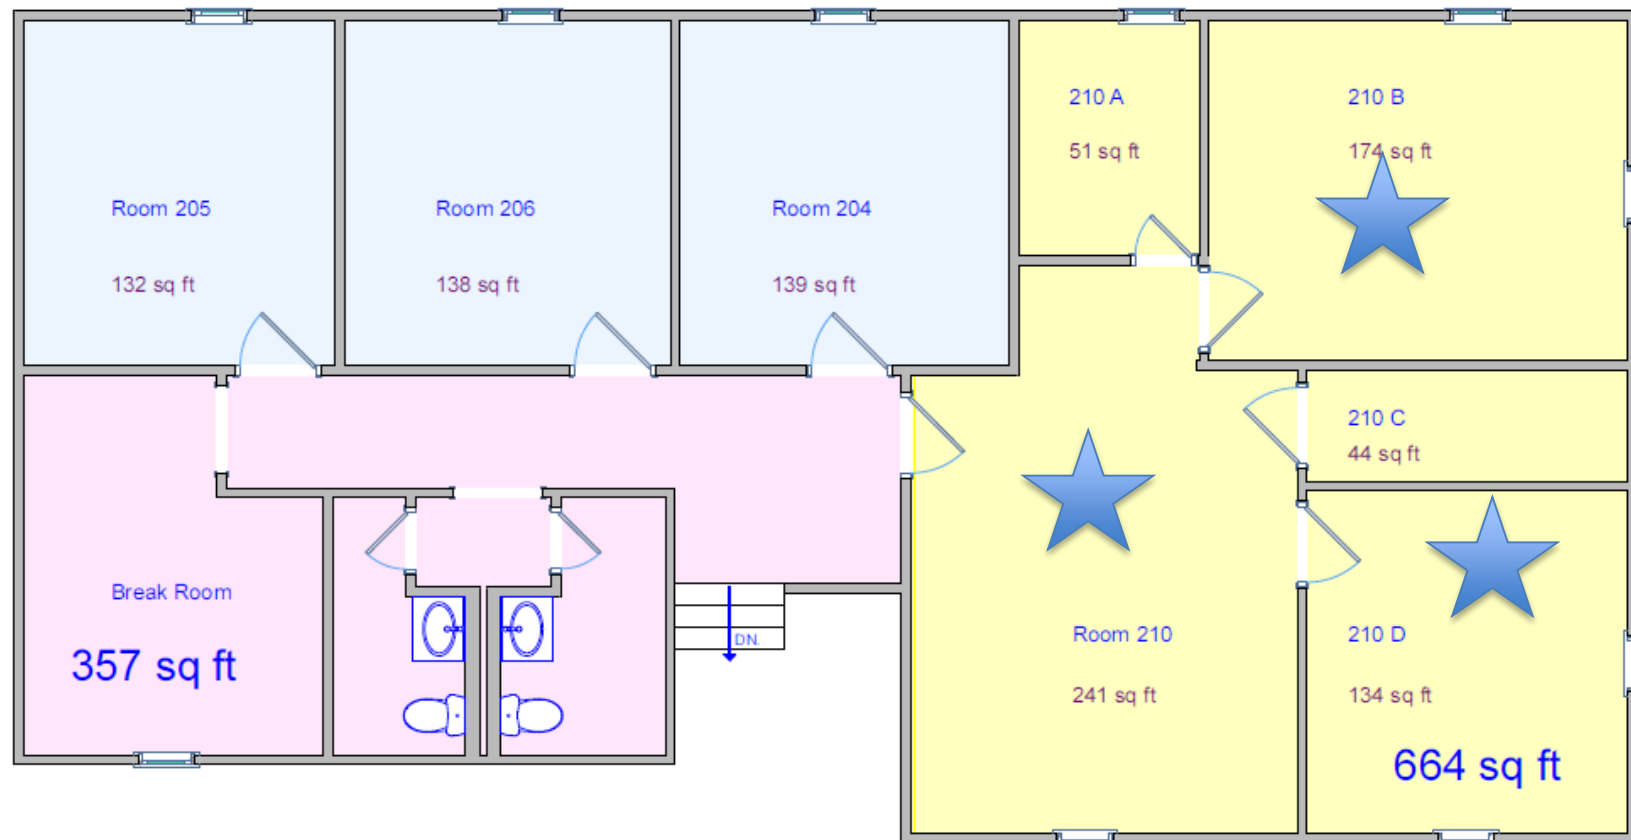 210 A
51 sq ft
210 B
174 sq ft
Room 205
132 sq ft
Room 206
138 sq ft
Room 204
139 sq ft
210 C
44 sq ft
Break Room
357 sq ft
DN.
Room 210
241 sq ft
210 D
134 sq ft
664 sq ft